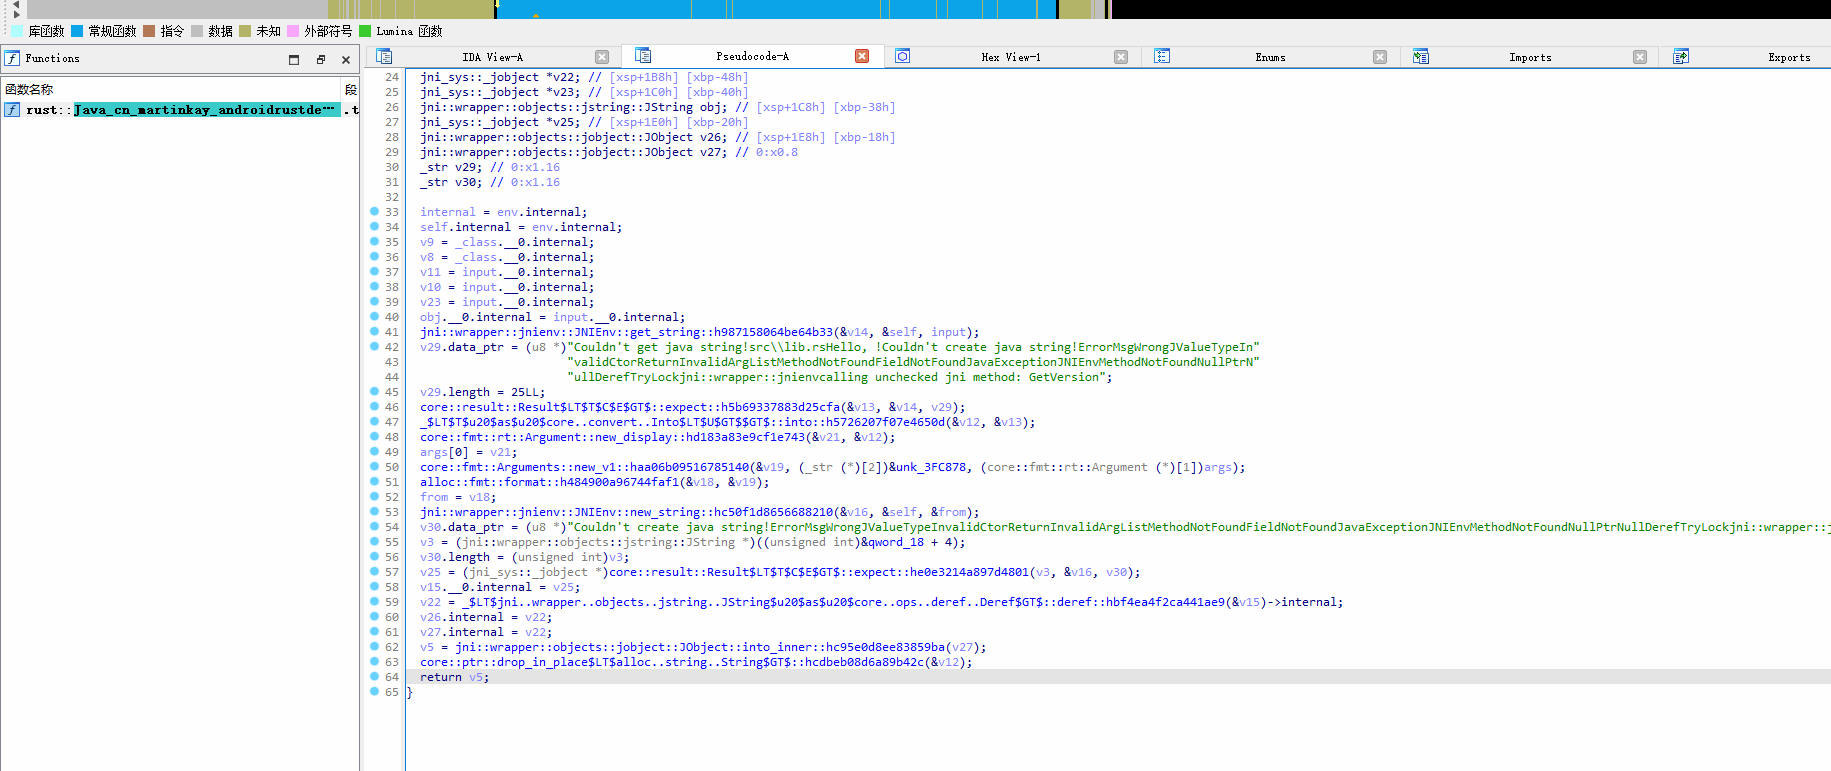 库函数 常规函数 指令 数据 未知 外部符号 Lumina 函数
Functions
IDA View-A Pseudocode-A Hex View-1 Enums Imports Exports
函数名称 段
rust::Java_cn_martinkay_androidrustde⋯ .t
24 jni_sys::_jobject *v22; // [xsp+1B8h] [xbp-48h]
25 jni_sys::_jobject *v23; // [xsp+1C0h] [xbp-40h]
26 jni::wrapper::objects::jstring::JString obj; // [xsp+1C8h] [xbp-38h]
27 jni_sys::_jobject *v25; // [xsp+1E0h] [xbp-20h]
28 jni::wrapper::objects::jobject::JObject v26; // [xsp+1E8h] [xbp-18h]
29 jni::wrapper::objects::jobject::JObject v27; // 0:x0.8
30 _str v29; // 0:x1.16
31 _str v30; // 0:x1.16
32
33 internal = env.internal;
34 self.internal = env.internal;
35 v9 = _class.__0.internal;
36 v8 = _class.__0.internal;
37 v11 = input.__0.internal;
38 v10 = input.__0.internal;
39 v23 = input.__0.internal;
40 obj.__0.internal = input.__0.internal;
41 jni::wrapper::jnienv::JNIEnv::get_string::h987158064be64b33(&v14, &self, input);
42 v29.data_ptr = (u8 *)"Couldn't get java string!src\\lib.rsHello, !Couldn't create java string!ErrorMsgWrongJValueTypeIn"
43 "validCtorReturnInvalidArgListMethodNotFoundFieldNotFoundJavaExceptionJNIEnvMethodNotFoundNullPtrN"
44 "ullDerefTryLockjni::wrapper::jnienvcalling unchecked jni method: GetVersion";
45 v29.length = 25LL;
46 core::result::Result$LT$T$C$E$GT$::expect::h5b69337883d25cfa(&v13, &v14, v29);
47 _$LT$T$u20$as$u20$core..convert..Into$LT$U$GT$$GT$::into::h5726207f07e4650d(&v12, &v13);
48 core::fmt::rt::Argument::new_display::hd183a83e9cf1e743(&v21, &v12);
49 args[0] = v21;
50 core::fmt::Arguments::new_v1::haa06b09516785140(&v19, (_str (*)[2])&unk_3FC878, (core::fmt::rt::Argument (*)[1])args);
51 alloc::fmt::format::h484900a96744faf1(&v18, &v19);
52 from = v18;
53 jni::wrapper::jnienv::JNIEnv::new_string::hc50f1d8656688210(&v16, &self, &from);
54 v30.data_ptr = (u8 *)"Couldn't create java string!ErrorMsgWrongJValueTypeInvalidCtorReturnInvalidArgListMethodNotFoundFieldNotFoundJavaExceptionJNIEnvMethodNotFoundNullPtrNullDerefTryLockjni::wrapper::j
55 v3 = (jni::wrapper::objects::jstring::JString *)((unsigned int)&qword_18 + 4);
56 v30.length = (unsigned int)v3;
57 v25 = (jni_sys::_jobject *)core::result::Result$LT$T$C$E$GT$::expect::he0e3214a897d4801(v3, &v16, v30);
58 v15.__0.internal = v25;
59 v22 = _$LT$jni..wrapper..objects..jstring..JString$u20$as$u20$core..ops..deref..Deref$GT$::deref::hbf4ea4f2ca441ae9(&v15)->internal;
60 v26.internal = v22;
61 v27.internal = v22;
62 v5 = jni::wrapper::objects::jobject::JObject::into_inner::hc95e0d8ee83859ba(v27);
63 core::ptr::drop_in_place$LT$alloc..string..String$GT$::hcdbeb08d6a89b42c(&v12);
64 return v5;
65 }